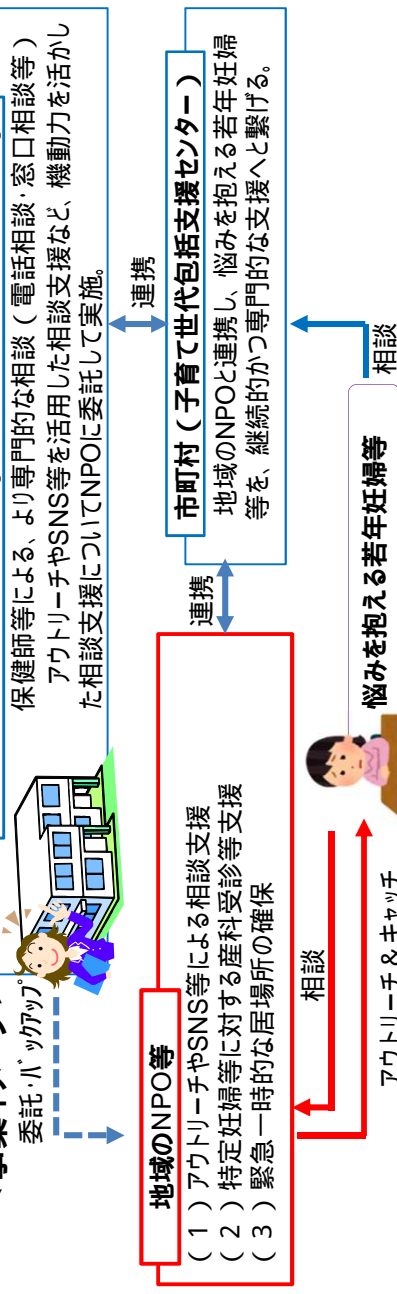 保健師等による、より専門的な相談（電話相談・窓口相談等）
アウトリーチやSNS等を活用した相談支援など、機動力を活かし
た相談支援についてNPOに委託して実施。
委託・バックアップ
連携
市町村（子育て世代包括支援センター）
地域のNPOと連携し、悩みを抱える若年妊婦
等を、継続的かつ専門的な支援へと繋げる。
連携
地域のNPO等
（１）アウトリーチやSNS等による相談支援
（２）特定妊婦等に対する産科受診等支援
（３）緊急一時的な居場所の確保
相談
相談
悩みを抱える若年妊婦等
アウトリーチ＆キャッチ